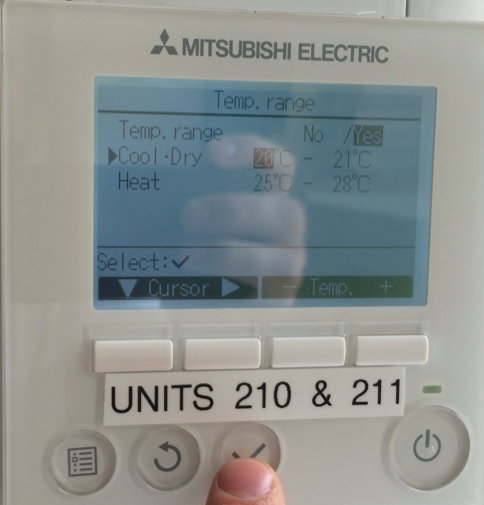 MITSUBISHI ELECTRIC
Temp. range
Temp. range No / Yes
Cool·Dry 20°C - 21°C
Heat 25°C - 28°C
Select:✓
▼ Cursor ▶ - Temp. +
UNITS 210 & 211